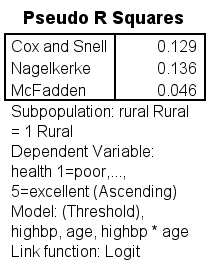 Pseudo R Squares
Cox and Snell 0.129
Nagelkerke 0.136
McFadden 0.046
Subpopulation: rural Rural
= 1 Rural
Dependent Variable:
health 1=poor,...,
5=excellent (Ascending)
Model: (Threshold),
highbp, age, highbp * age
Link function: Logit